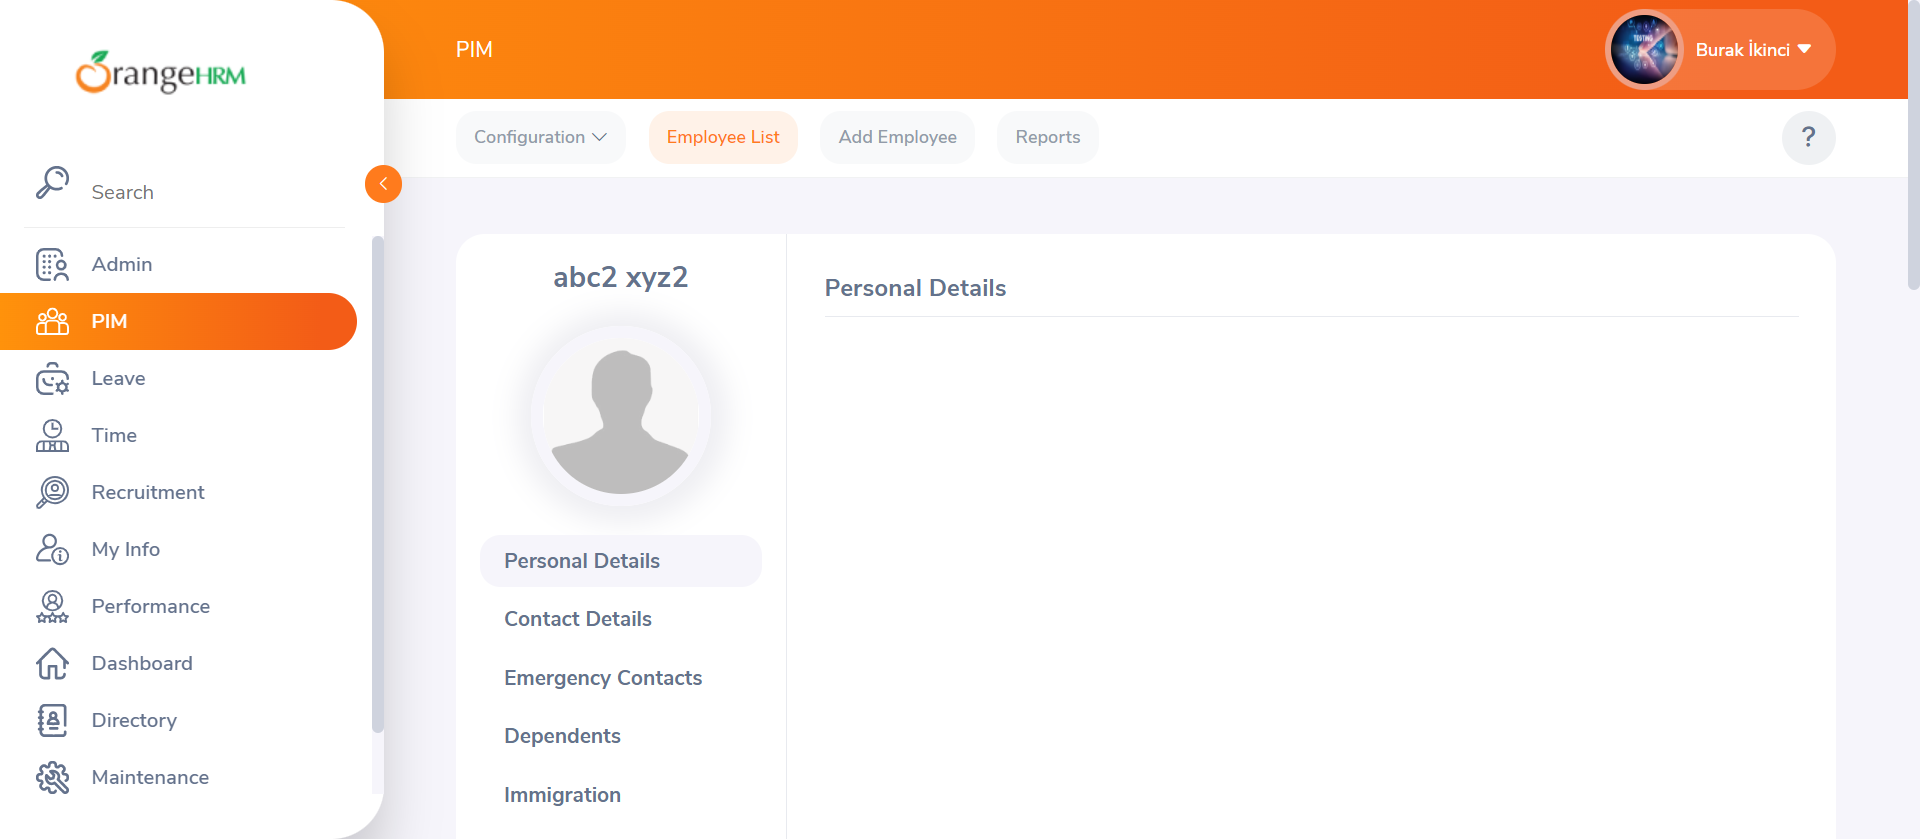 OrangeHRM
PIM
Burak İkinci
Configuration
Employee List
Add Employee
Reports
?
Search
Admin
PIM
Leave
Time
Recruitment
My Info
Performance
Dashboard
Directory
Maintenance
abc2 xyz2
Personal Details
Contact Details
Emergency Contacts
Dependents
Immigration
Personal Details